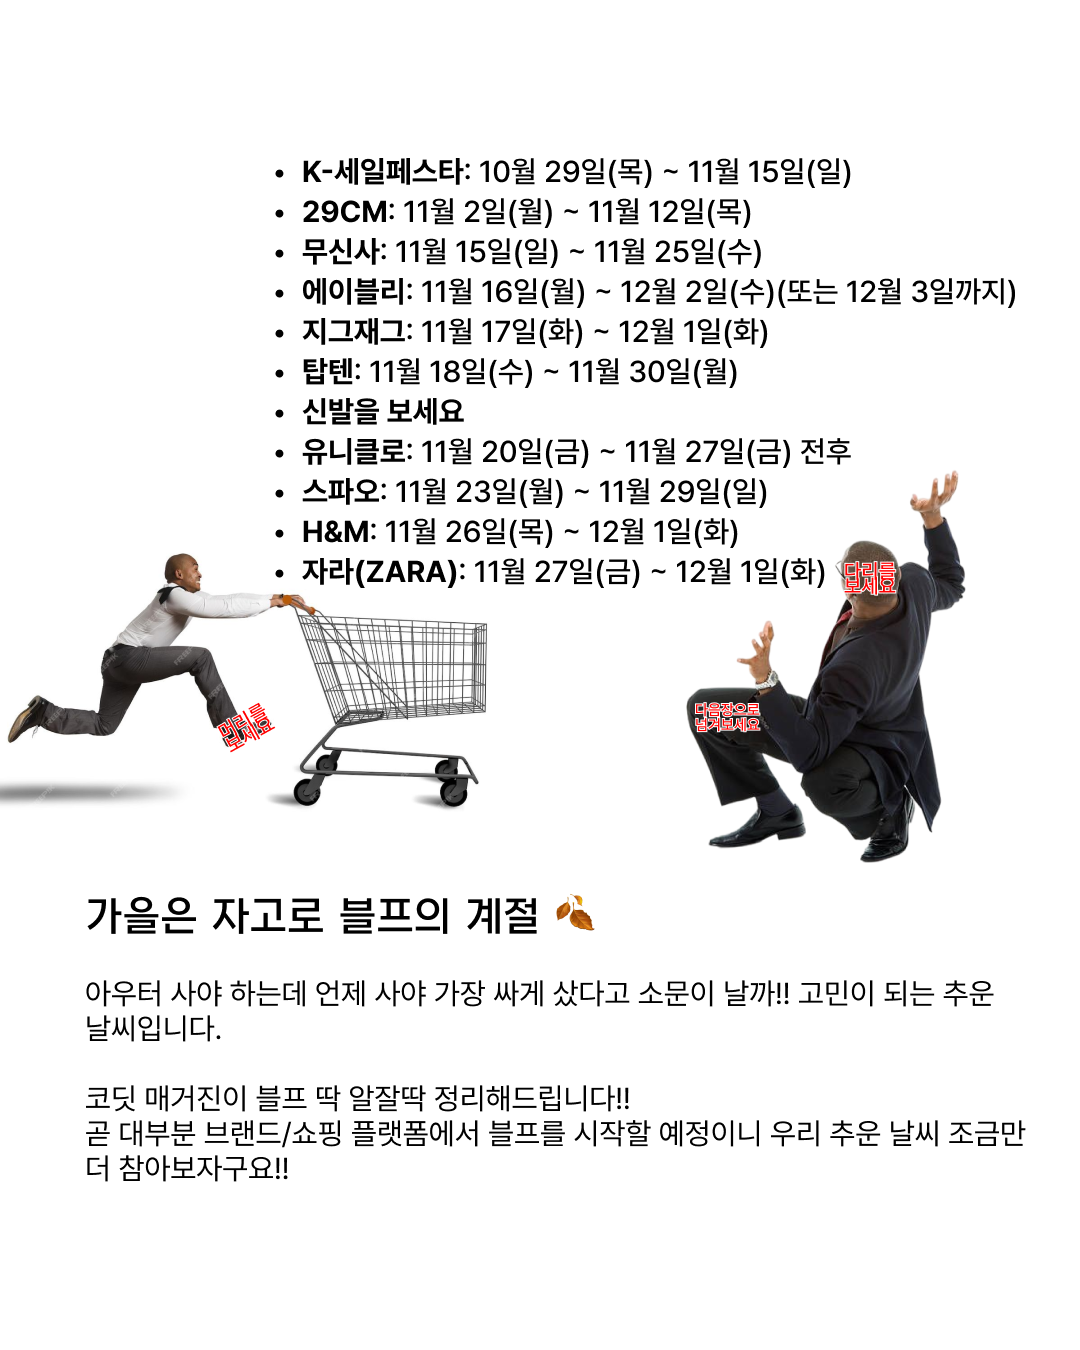 • K-세일페스타: 10월 29일(목) ~ 11월 15일(일)
• 29CM: 11월 2일(월) ~ 11월 12일(목)
• 무신사: 11월 15일(일) ~ 11월 25일(수)
• 에이블리: 11월 16일(월) ~ 12월 2일(수)(또는 12월 3일까지)
• 지그재그: 11월 17일(화) ~ 12월 1일(화)
• 탑텐: 11월 18일(수) ~ 11월 30일(월)
• 신발을 보세요
• 유니클로: 11월 20일(금) ~ 11월 27일(금) 전후
• 스파오: 11월 23일(월) ~ 11월 29일(일)
• H&M: 11월 26일(목) ~ 12월 1일(화)
• 자라(ZARA): 11월 27일(금) ~ 12월 1일(화)
다리를
보세요
머리를
보세요
다음장으로
넘겨보세요
가을은 자고로 블프의 계절 🍂
아우터 사야 하는데 언제 사야 가장 싸게 샀다고 소문이 날까!! 고민이 되는 추운
날씨입니다.
코딧 매거진이 블프 딱 알잘딱 정리해드립니다!!
곧 대부분 브랜드/쇼핑 플랫폼에서 블프를 시작할 예정이니 우리 추운 날씨 조금만
더 참아보자구요!!